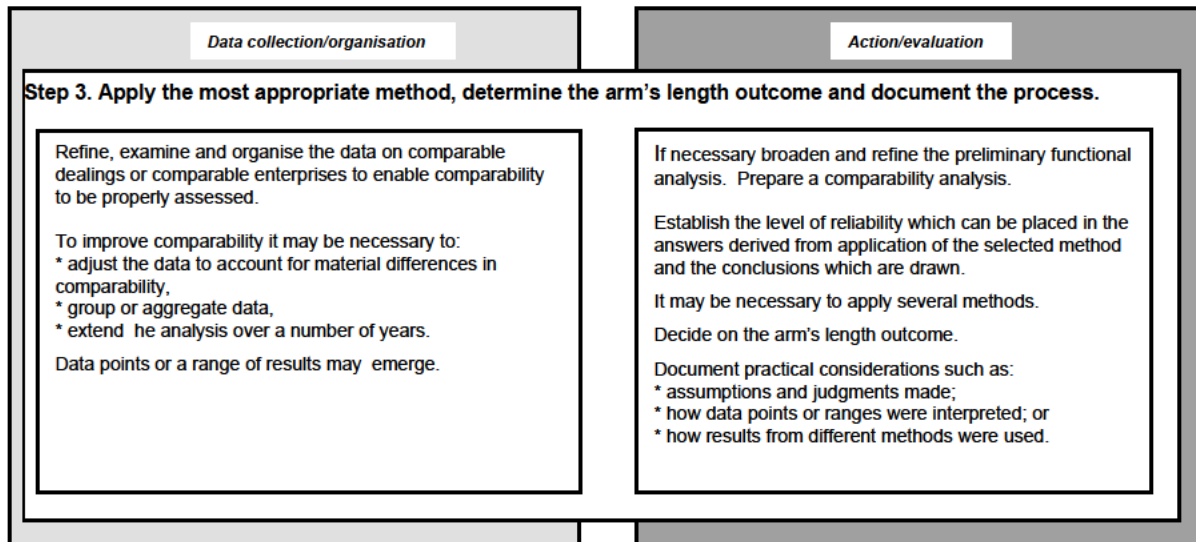 Data collection/organisation
Action/evaluation
Step 3. Apply the most appropriate method, determine the arm's length outcome and document the process.
Refine, examine and organise the data on comparable
dealings or comparable enterprises to enable comparability
to be properly assessed.
To improve comparability it may be necessary to:
* adjust the data to account for material differences in
comparability,
* group or aggregate data,
* extend he analysis over a number of years.
Data points or a range of results may emerge.
If necessary broaden and refine the preliminary functional
analysis. Prepare a comparability analysis.
Establish the level of reliability which can be placed in the
answers derived from application of the selected method
and the conclusions which are drawn.
It may be necessary to apply several methods.
Decide on the arm's length outcome.
Document practical considerations such as:
* assumptions and judgments made;
* how data points or ranges were interpreted; or
* how results from different methods were used.